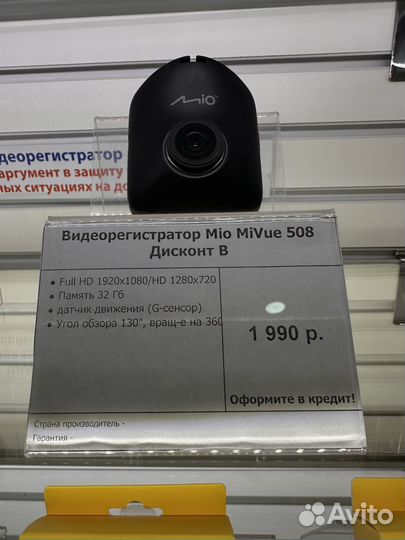 Mio
деорегистратор
аргумент в защиту
ных ситуациях на до
Видеорегистратор Mio MiVue 508
Дисконт B
• Full HD 1920x1080/HD 1280x720
• Память 32 Гб
• датчик движения (G-сенсор)
• Угол обзора 130°, вращ-е на 360
1 990 р.
Оформите в кредит!
Страна производитель -
Гарантия -
Avito